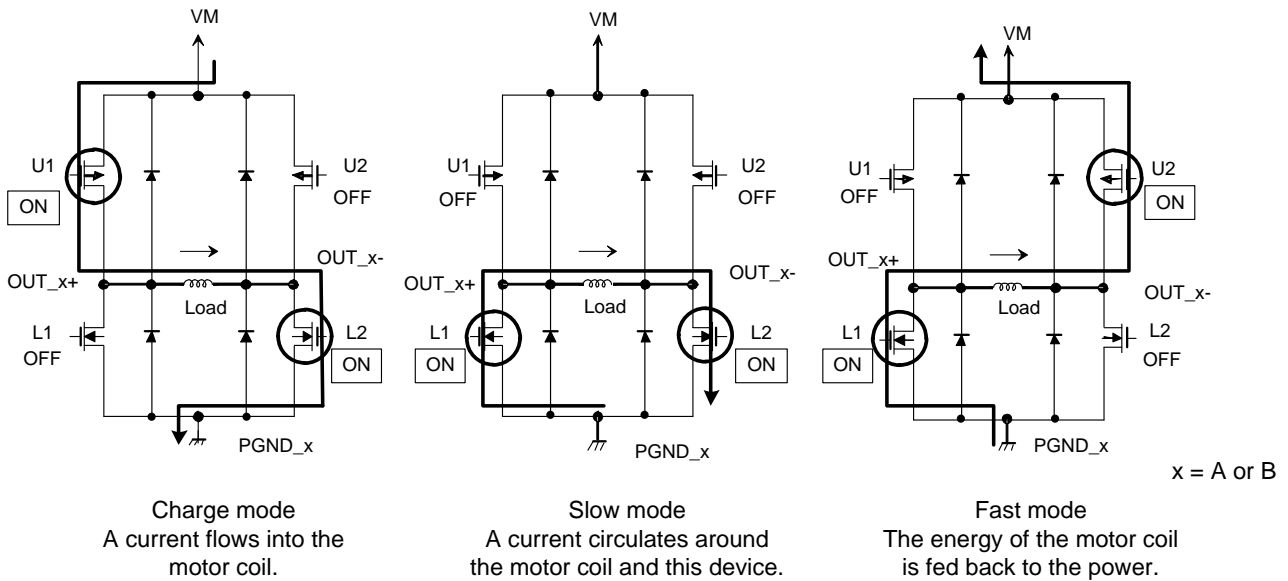 VM
U1
ON
U2
OFF
OUT_x+
OUT_x-
Load
L1
OFF
L2
ON
PGND_x
Charge mode
A current flows into the
motor coil.
VM
U1
OFF
U2
OFF
OUT_x+
OUT_x-
Load
L1
ON
L2
ON
PGND_x
Slow mode
A current circulates around
the motor coil and this device.
VM
U1
OFF
U2
ON
OUT_x+
OUT_x-
Load
L1
ON
L2
OFF
PGND_x
Fast mode
The energy of the motor coil
is fed back to the power.
x = A or B